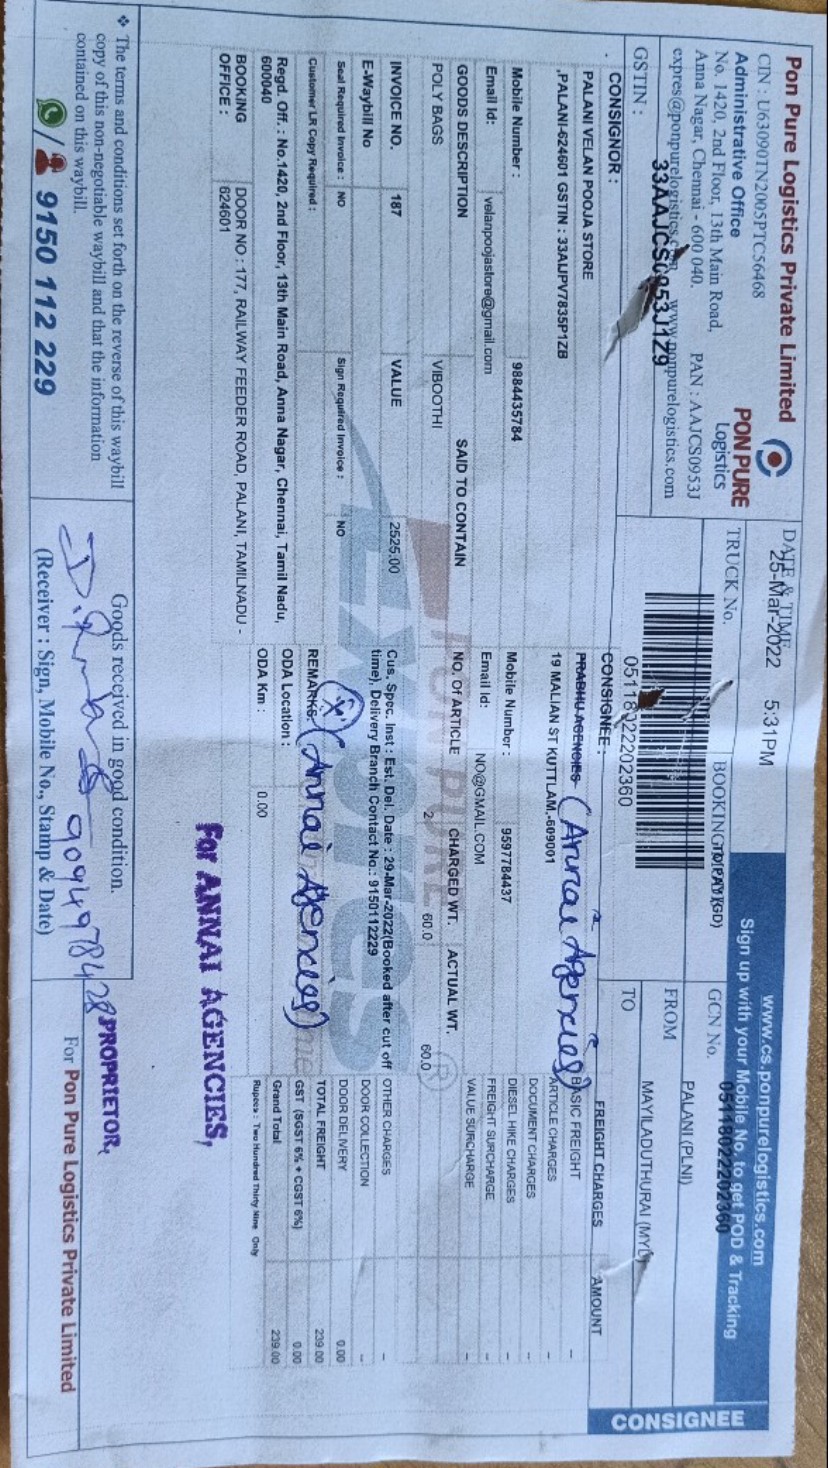 Pon Pure Logistics Private Limited
CIN : U63090TN2005PTC56468
Administrative Office
No. 1420, 2nd Floor, 13th Main Road,
Anna Nagar, Chennai - 600 040.
PAN : AAJCS0953J
www.ponpurelogistics.com
PON PURE
Logistics
GSTIN :
DATE & TIME
25-Mar-2022 5:31PM
TRUCK No.
BOOKING
05118022202360
www.cs.ponpurelogistics.com
Sign up with your Mobile No. to get POD & Tracking
GCN No.
05118022202360
FROM
PALANI (PLNI)
TO
MAYILADUTHURAI
CONSIGNEE
CONSIGNOR :
PALANI VELAN POOJA STORE
,PALANI-624601 GSTIN : 33AIJPV7835P1ZB
Mobile Number : 9884435784
Email Id: velanpoojastore@gmail.com
CONSIGNEE :
PRABHU AGENCIES (Annai Agencies)
19 MALIAN ST KUTTLAM,-609001
Mobile Number : 9597784437
Email Id: NO@GMAIL.COM
GOODS DESCRIPTION SAID TO CONTAIN NO. Of ARTICLE CHARGED WT. ACTUAL WT.
POLY BAGS VIBOOTHI 2 60.0 60.0
PON PURE
Expres
INVOICE NO. 187 VALUE 2525.00
E-Waybill No
Seal Required Invoice : NO Sign Required Invoice : NO
Customer LR Copy Required :
Cus, Spec. Inst : Est. Del. Date : 29-Mar-2022(Booked after cut off
time), Delivery Branch Contact No.: 9150112229
REMARKS: (Annai Agencies)
ODA Location :
ODA Km : 0.00
Regd. Off. : No.1420, 2nd Floor, 13th Main Road, Anna Nagar, Chennai, Tamil Nadu,
600040
BOOKING OFFICE : DOOR NO : 177, RAILWAY FEEDER ROAD, PALANI, TAMILNADU -
624601
FREIGHT CHARGES AMOUNT
BASIC FREIGHT -
ARTICLE CHARGES -
DOCUMENT CHARGES
DIESEL HIKE CHARGES -
FREIGHT SURCHARGE -
VALUE SURCHARGE -
OTHER CHARGES -
DOOR COLLECTION -
DOOR DELIVERY 0.00
TOTAL FREIGHT 239.00
GST (SGST 6% + CGST 6%) 0.00
Grand Total 239.00
Rupees : Two Hundred Thirty Nine Only
For ANNAI AGENCIES,
PROPRIETOR,
❖ The terms and conditions set forth on the reverse of this waybill
copy of this non-negotiable waybill and that the information
contained on this waybill.
9150 112 229
Goods received in good condition.
9094978428
(Receiver : Sign, Mobile No., Stamp & Date)
For Pon Pure Logistics Private Limited